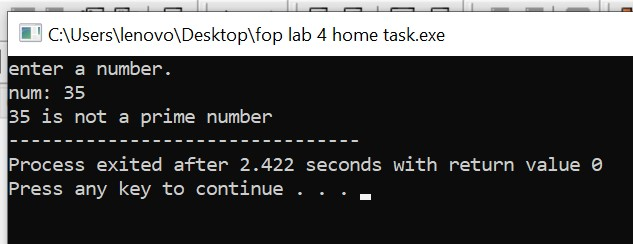 C:\Users\lenovo\Desktop\fop lab 4 home task.exe
enter a number.
num: 35
35 is not a prime number
--------------------------------
Process exited after 2.422 seconds with return value 0
Press any key to continue . . .